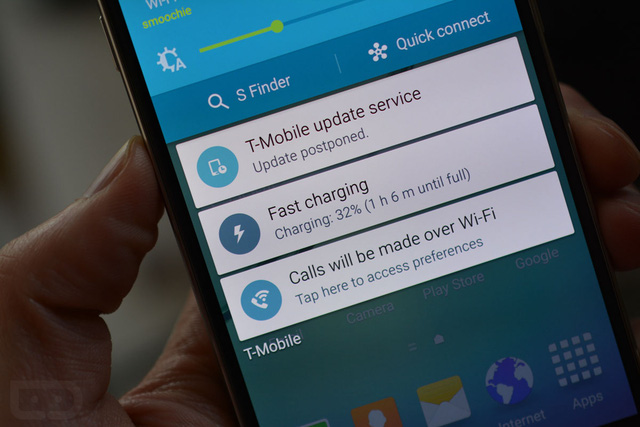 Wi-Fi
smoochie
A
S Finder
Quick connect
T-Mobile update service
Update postponed.
Fast charging
Charging: 32% (1 h 6 m until full)
Calls will be made over Wi-Fi
Tap here to access preferences
Camera
Play Store
Google
T-Mobile
Internet
Apps